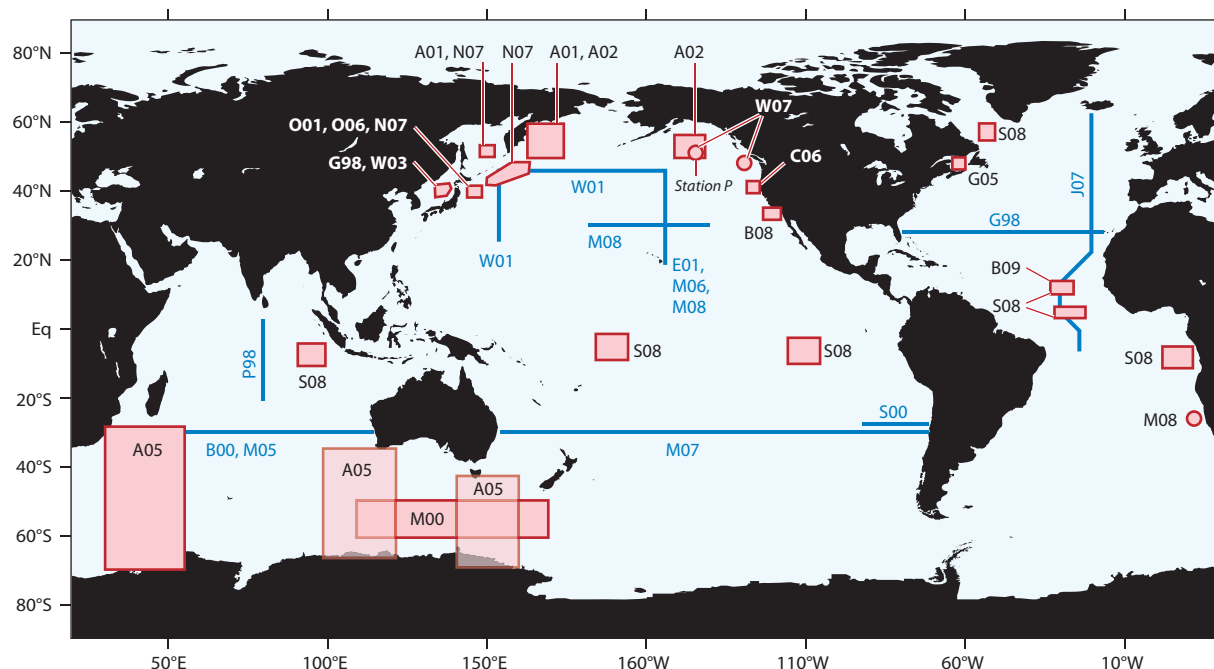 80°N
A01, N07
N07
A01, A02
A02
60°N
W07
O01, O06, N07
S08
G98, W03
C06
Station P
G05
40°N
W01
J07
B08
G98
M08
W01
20°N
E01,
M06,
M08
B09
S08
Eq
P98
S08
S08
S08
S08
20°S
S00
M08
A05
B00, M05
M07
40°S
A05
A05
M00
60°S
80°S
50°E
100°E
150°E
160°W
110°W
60°W
10°W